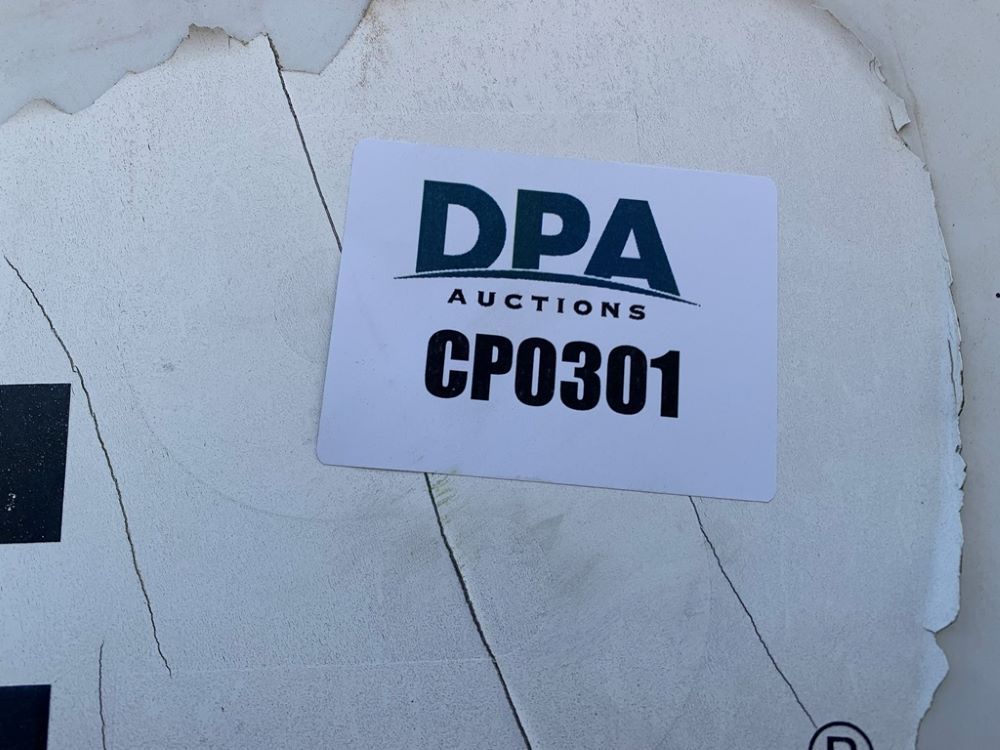 DPA
AUCTIONS
CP0301
®